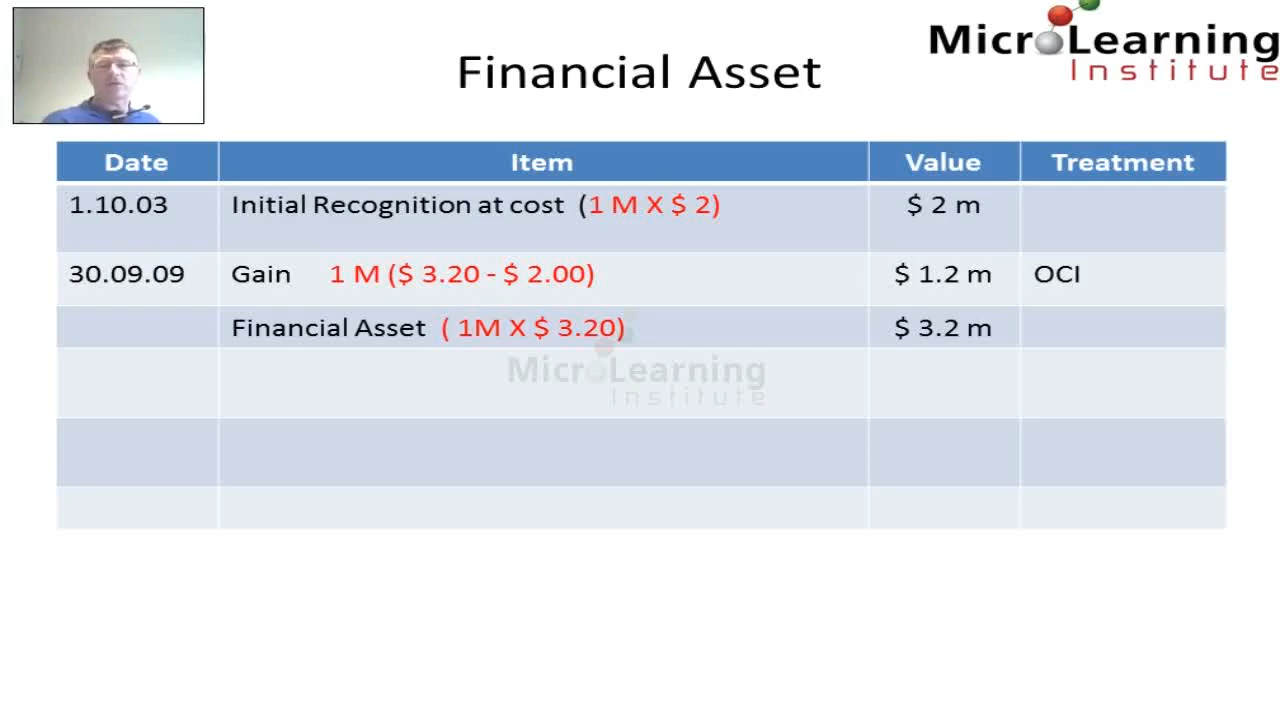 MicroLearning
Institute
Financial Asset
Date Item Value Treatment
1.10.03 Initial Recognition at cost (1 M X $ 2) $ 2 m
30.09.09 Gain 1 M ($ 3.20 - $ 2.00) $ 1.2 m OCI
Financial Asset ( 1M X $ 3.20) $ 3.2 m
MicroLearning
Institute